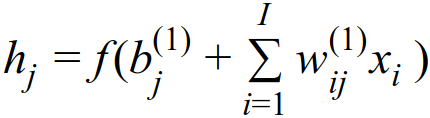 h_j = f(b_j^{(1)} + \sum_{i=1}^{I} w_{ij}^{(1)} x_i )